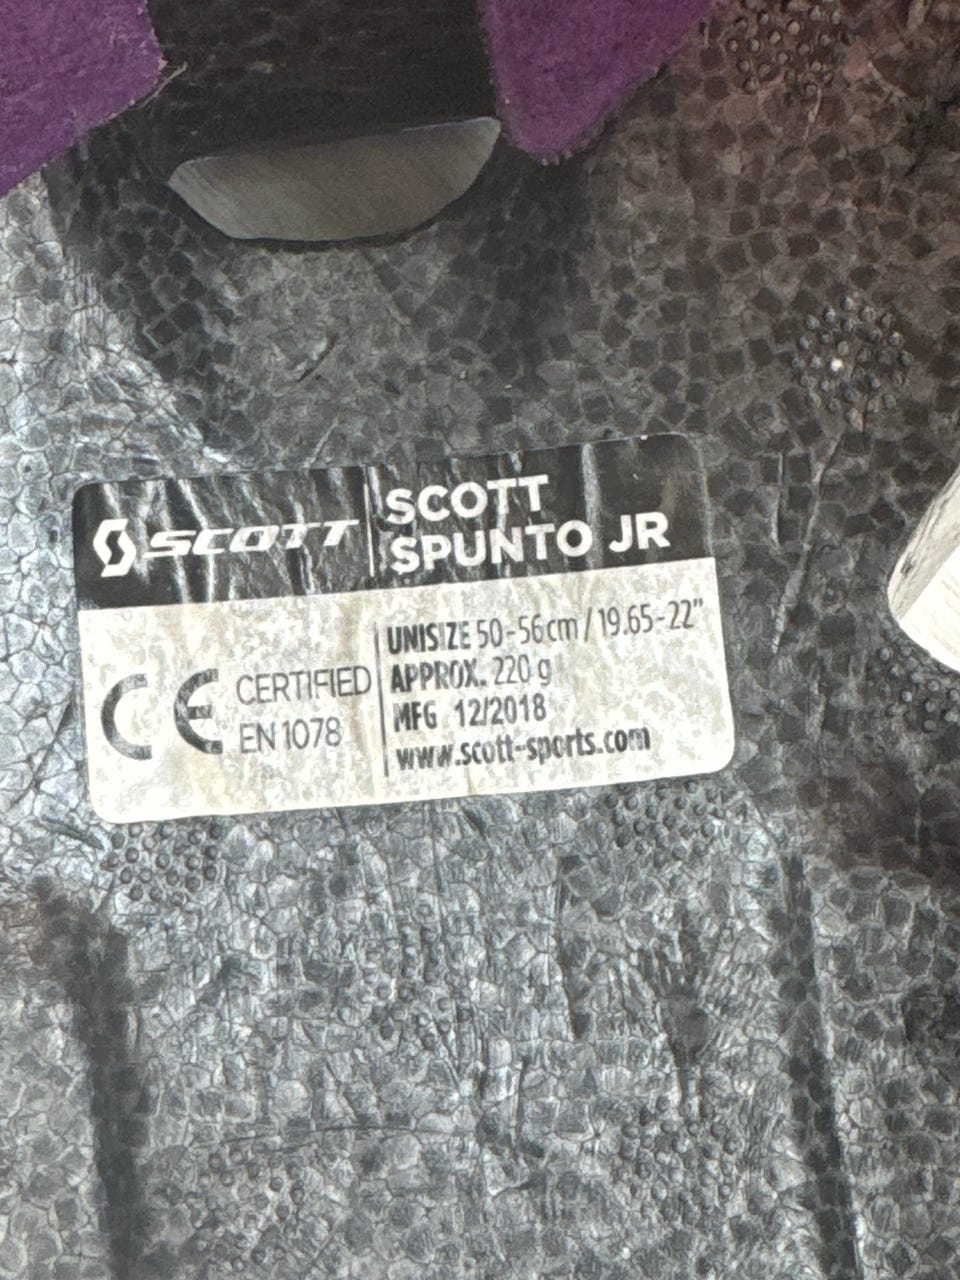 SCOTT
SCOTT
SPUNTO JR
CE CERTIFIED
EN 1078
UNISIZE 50-56cm / 19.65-22"
APPROX. 220 g
MFG 12/2018
www.scott-sports.com